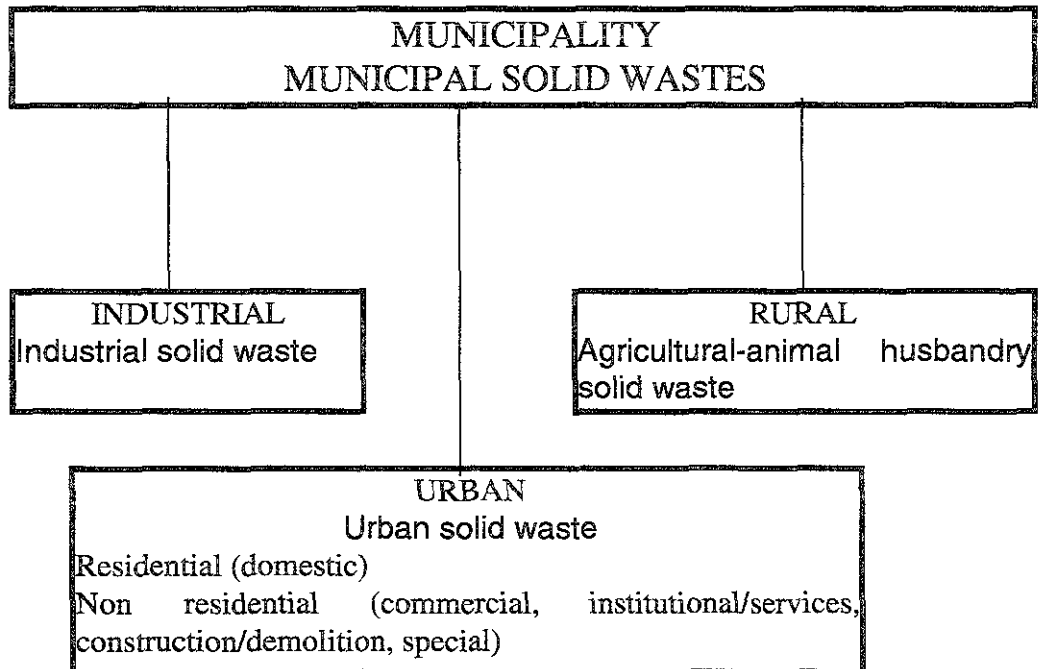 MUNICIPALITY
MUNICIPAL SOLID WASTES
INDUSTRIAL
Industrial solid waste
RURAL
Agricultural-animal husbandry
solid waste
URBAN
Urban solid waste
Residential (domestic)
Non residential (commercial, institutional/services,
construction/demolition, special)